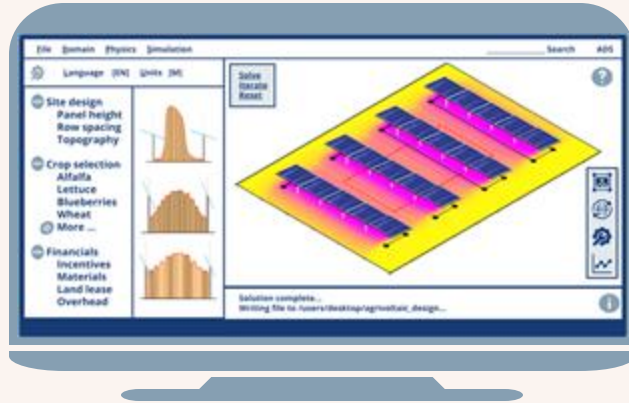 File Domain Physics Simulation
Search ADS
Language [EN] Units [M]
Site design
Panel height
Row spacing
Topography
Crop selection
Alfalfa
Lettuce
Blueberries
Wheat
More ...
Financials
Incentives
Materials
Land lease
Overhead
Solve
Iterate
Reset
?
Solution complete...
Writing file to /users/desktop/agrivoltaic_design...
i